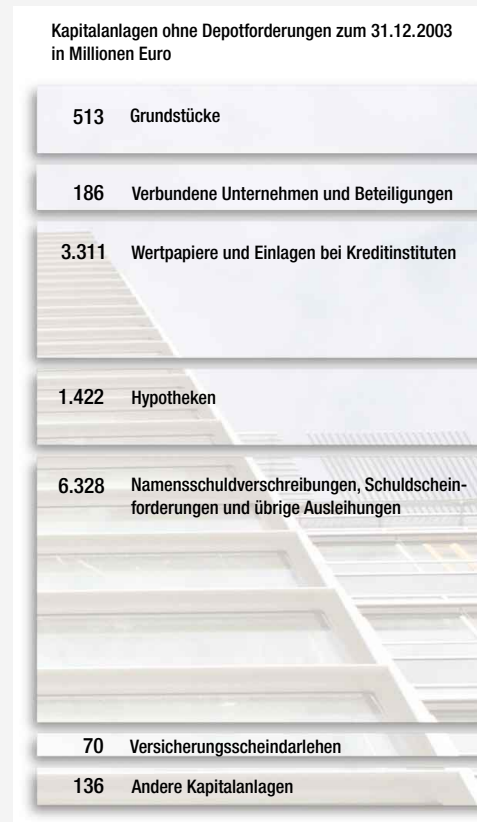 Kapitalanlagen ohne Depotforderungen zum 31.12.2003
in Millionen Euro
513 Grundstücke
186 Verbundene Unternehmen und Beteiligungen
3.311 Wertpapiere und Einlagen bei Kreditinstituten
1.422 Hypotheken
6.328 Namensschuldverschreibungen, Schuldschein-
forderungen und übrige Ausleihungen
70 Versicherungsscheindarlehen
136 Andere Kapitalanlagen